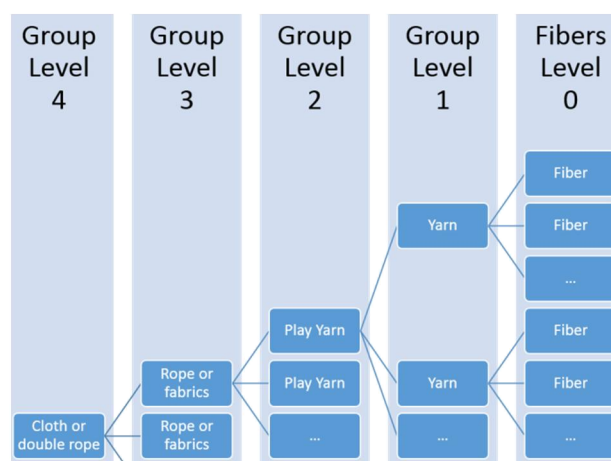 Group Level 4
Group Level 3
Group Level 2
Group Level 1
Fibers Level 0
Fiber
Yarn
Fiber
...
Play Yarn
Fiber
Rope or fabrics
Play Yarn
Yarn
Fiber
Cloth or double rope
Rope or fabrics
...
...
...